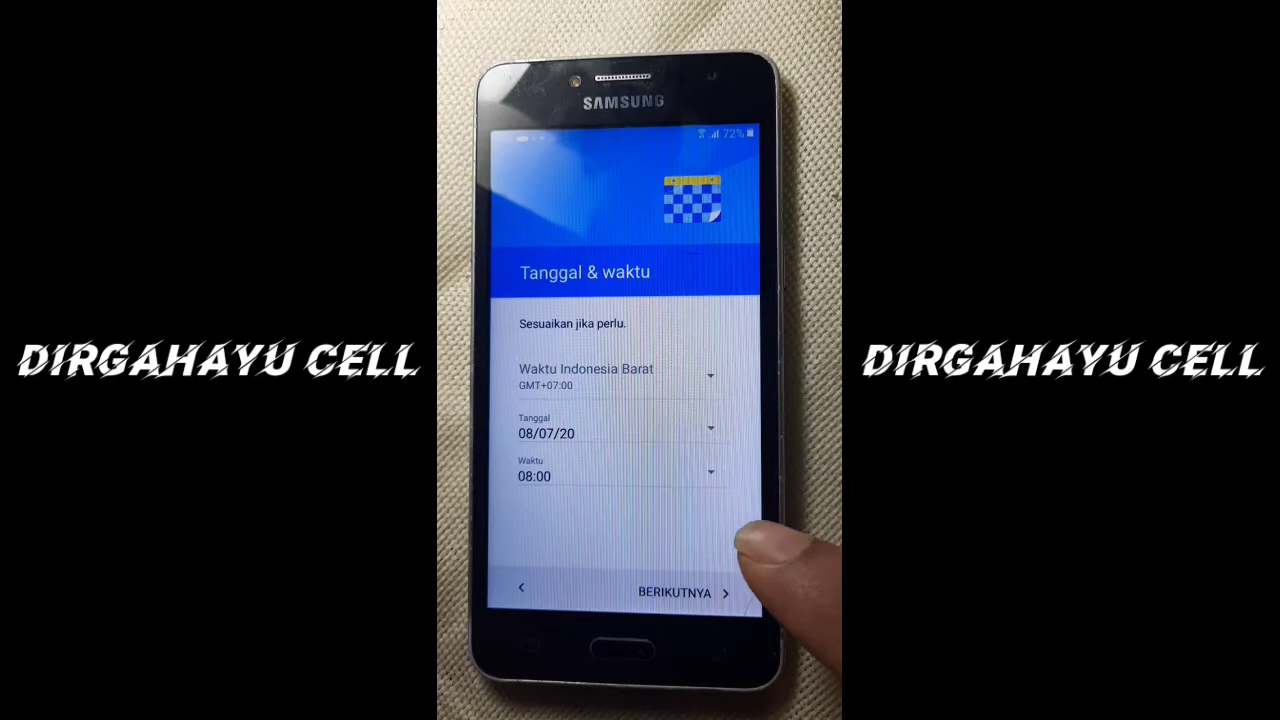 SAMSUNG
72%
Tanggal & waktu
Sesuaikan jika perlu.
Waktu Indonesia Barat
GMT+07:00
Tanggal
08/07/20
Waktu
08:00
BERIKUTNYA
DIRGAHAYU CELL
DIRGAHAYU CELL